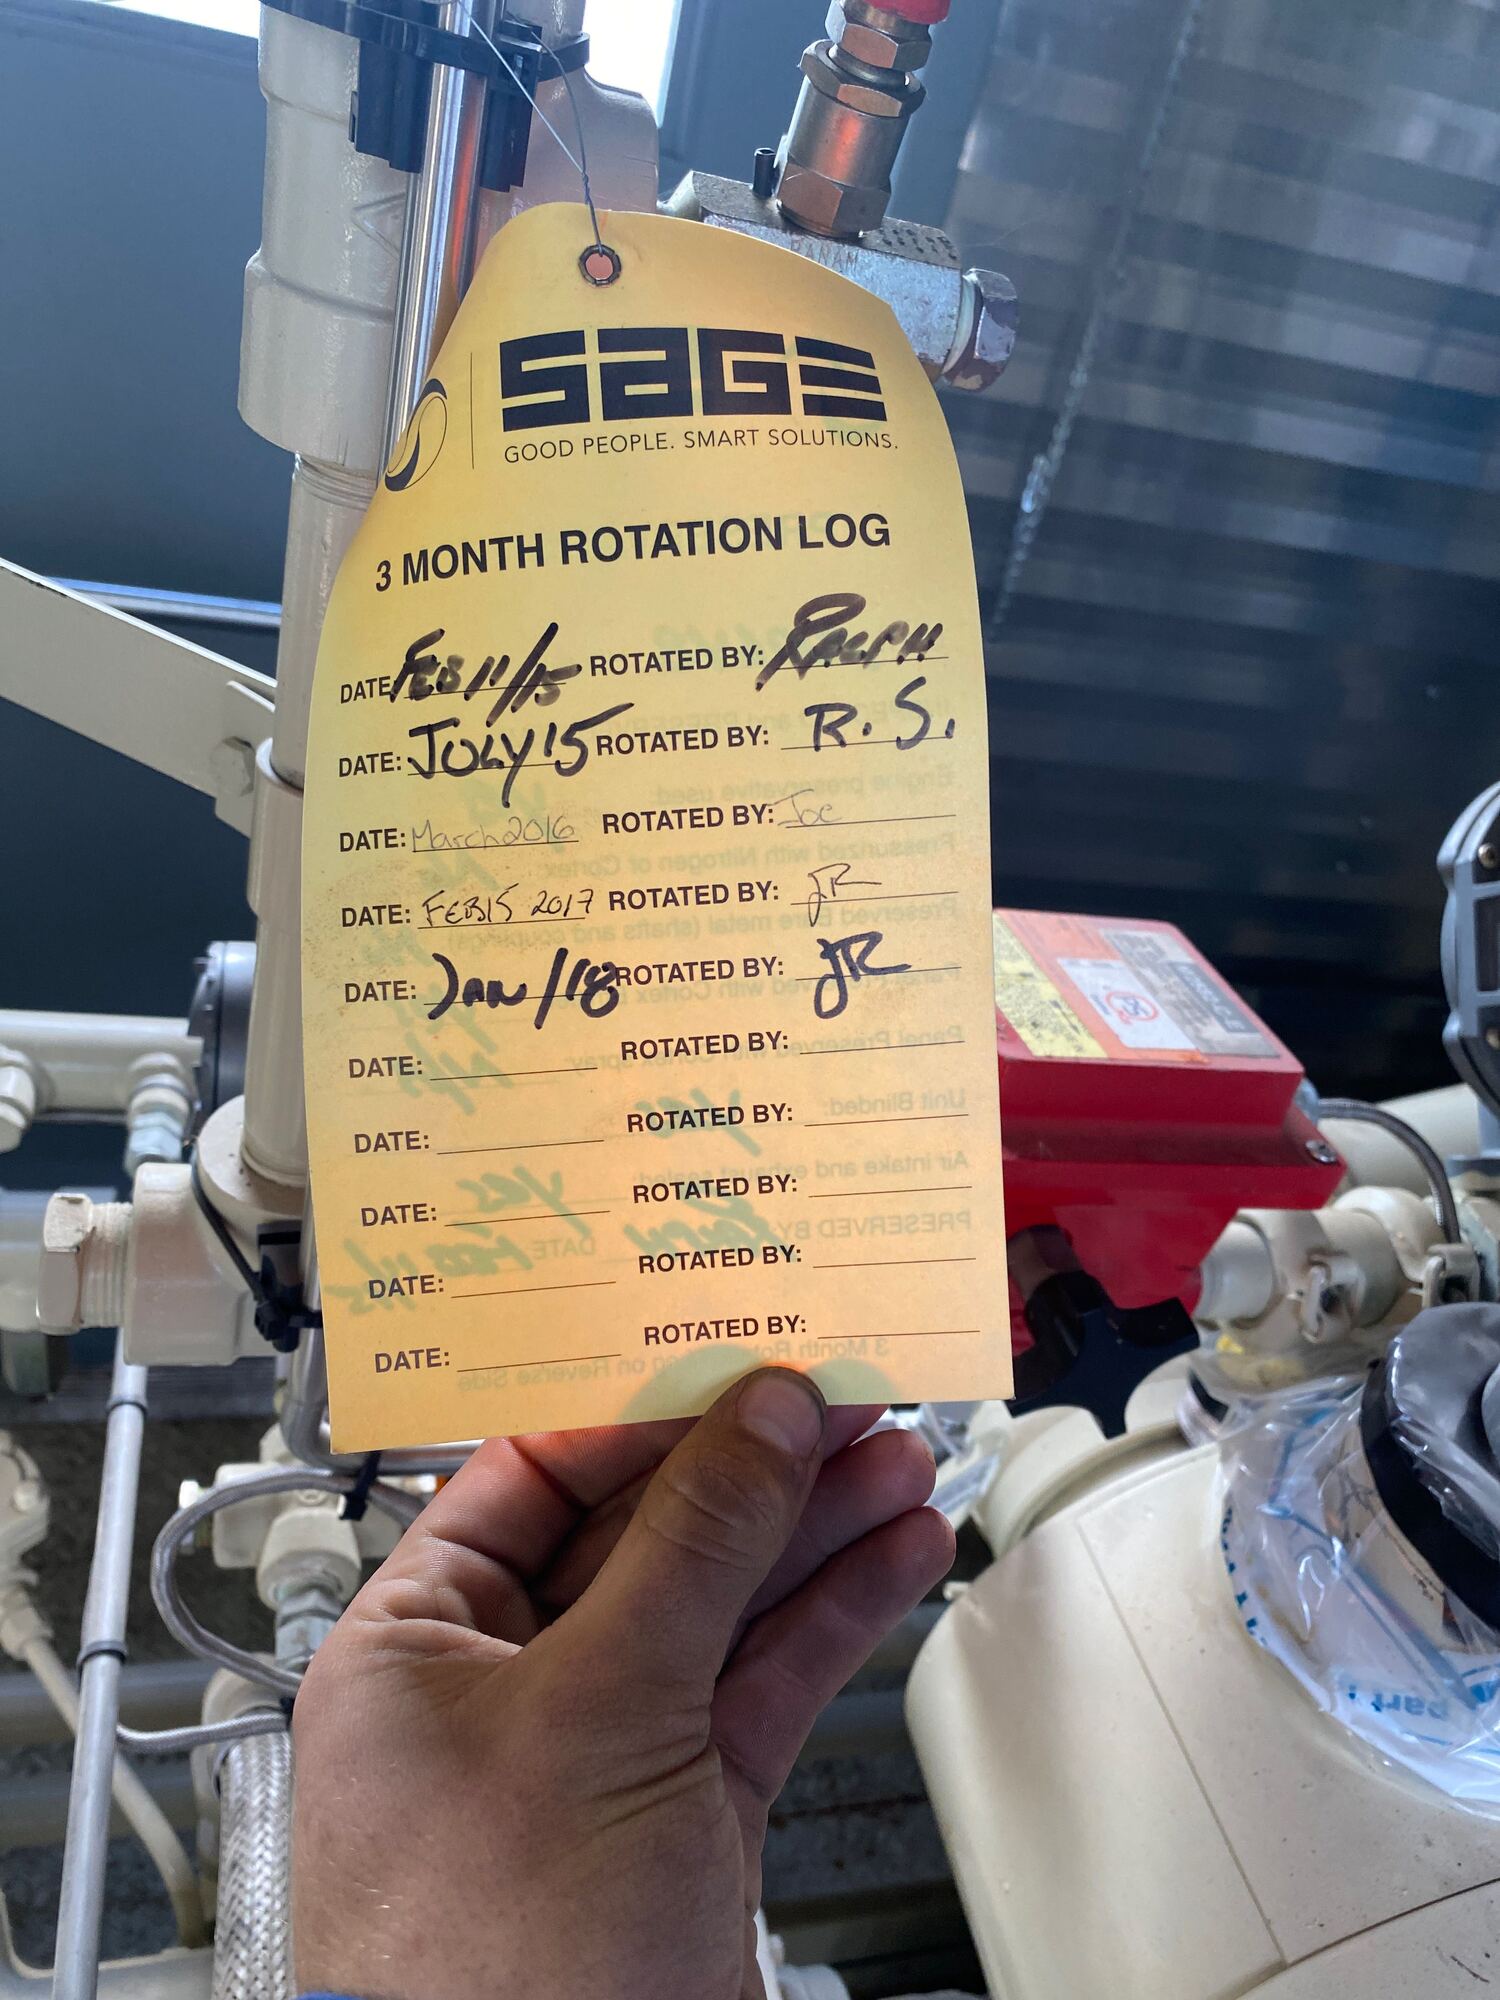 PANAM
SAGE
GOOD PEOPLE. SMART SOLUTIONS.
3 MONTH ROTATION LOG
DATE: FEB 11/15 ROTATED BY: RALPH
DATE: JULY 15 ROTATED BY: R.S.
DATE: March 2016 ROTATED BY: Joe
DATE: FEB 15 2017 ROTATED BY: JR
DATE: JAN/18 ROTATED BY: JR
DATE: ROTATED BY:
DATE: ROTATED BY:
DATE: ROTATED BY:
DATE: ROTATED BY:
DATE: ROTATED BY: